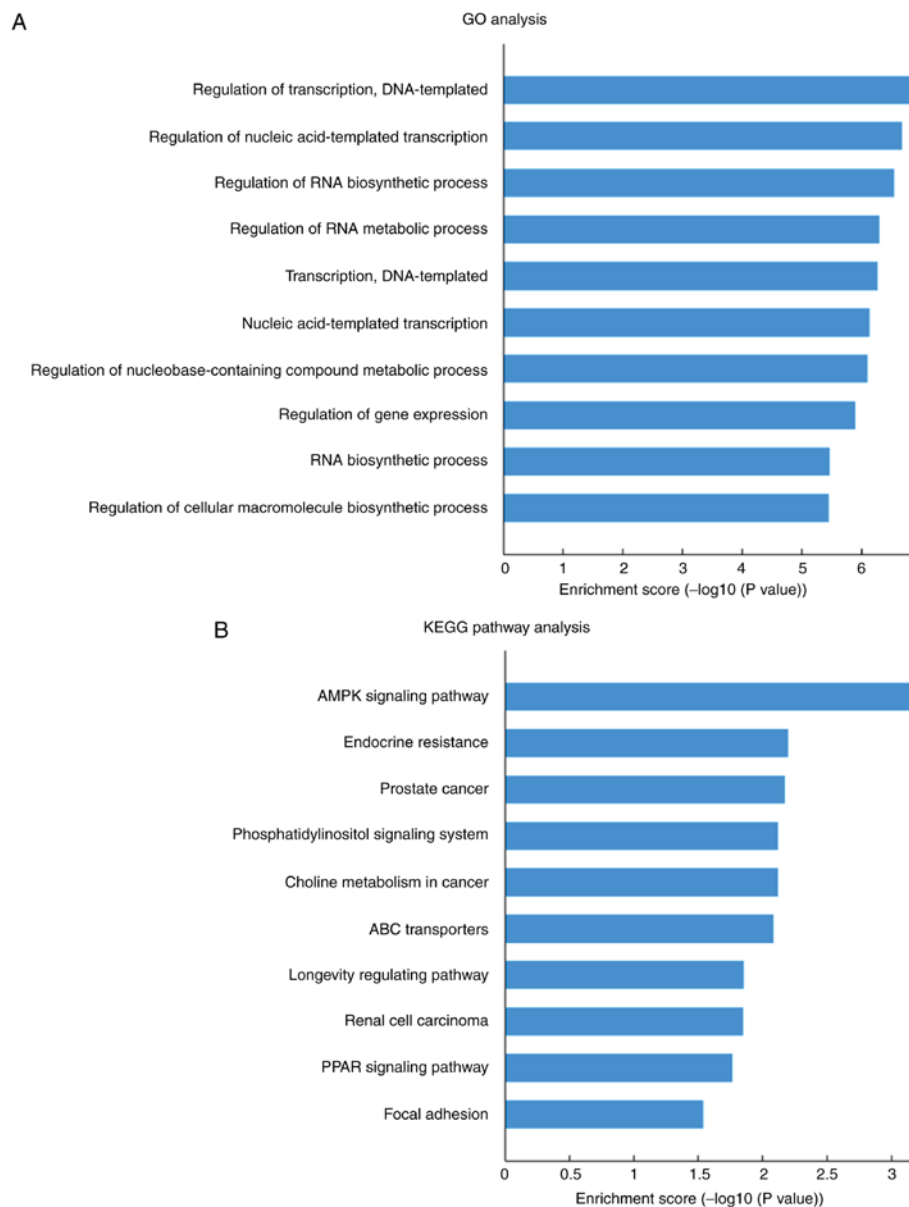 A
GO analysis
Regulation of transcription, DNA-templated
Regulation of nucleic acid-templated transcription
Regulation of RNA biosynthetic process
Regulation of RNA metabolic process
Transcription, DNA-templated
Nucleic acid-templated transcription
Regulation of nucleobase-containing compound metabolic process
Regulation of gene expression
RNA biosynthetic process
Regulation of cellular macromolecule biosynthetic process
0 1 2 3 4 5 6
Enrichment score (–log10 (P value))
B
KEGG pathway analysis
AMPK signaling pathway
Endocrine resistance
Prostate cancer
Phosphatidylinositol signaling system
Choline metabolism in cancer
ABC transporters
Longevity regulating pathway
Renal cell carcinoma
PPAR signaling pathway
Focal adhesion
0 0.5 1 1.5 2 2.5 3
Enrichment score (–log10 (P value))